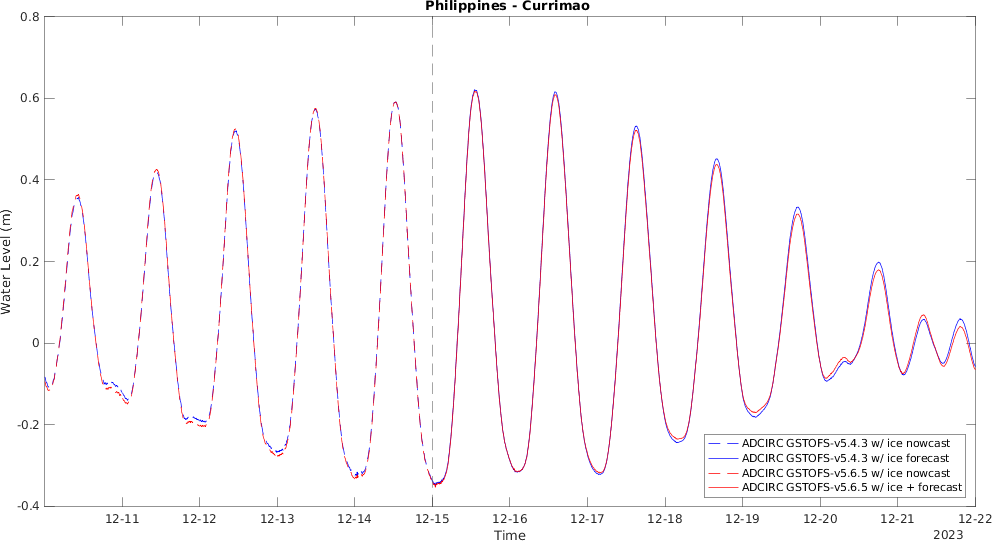 Philippines - Currimao
Water Level (m)
0.8
0.6
0.4
0.2
0
-0.2
-0.4
ADCIRC GSTOFS-v5.4.3 w/ ice nowcast
ADCIRC GSTOFS-v5.4.3 w/ ice forecast
ADCIRC GSTOFS-v5.6.5 w/ ice nowcast
ADCIRC GSTOFS-v5.6.5 w/ ice + forecast
12-11 12-12 12-13 12-14 12-15 12-16 12-17 12-18 12-19 12-20 12-21 12-22
Time
2023